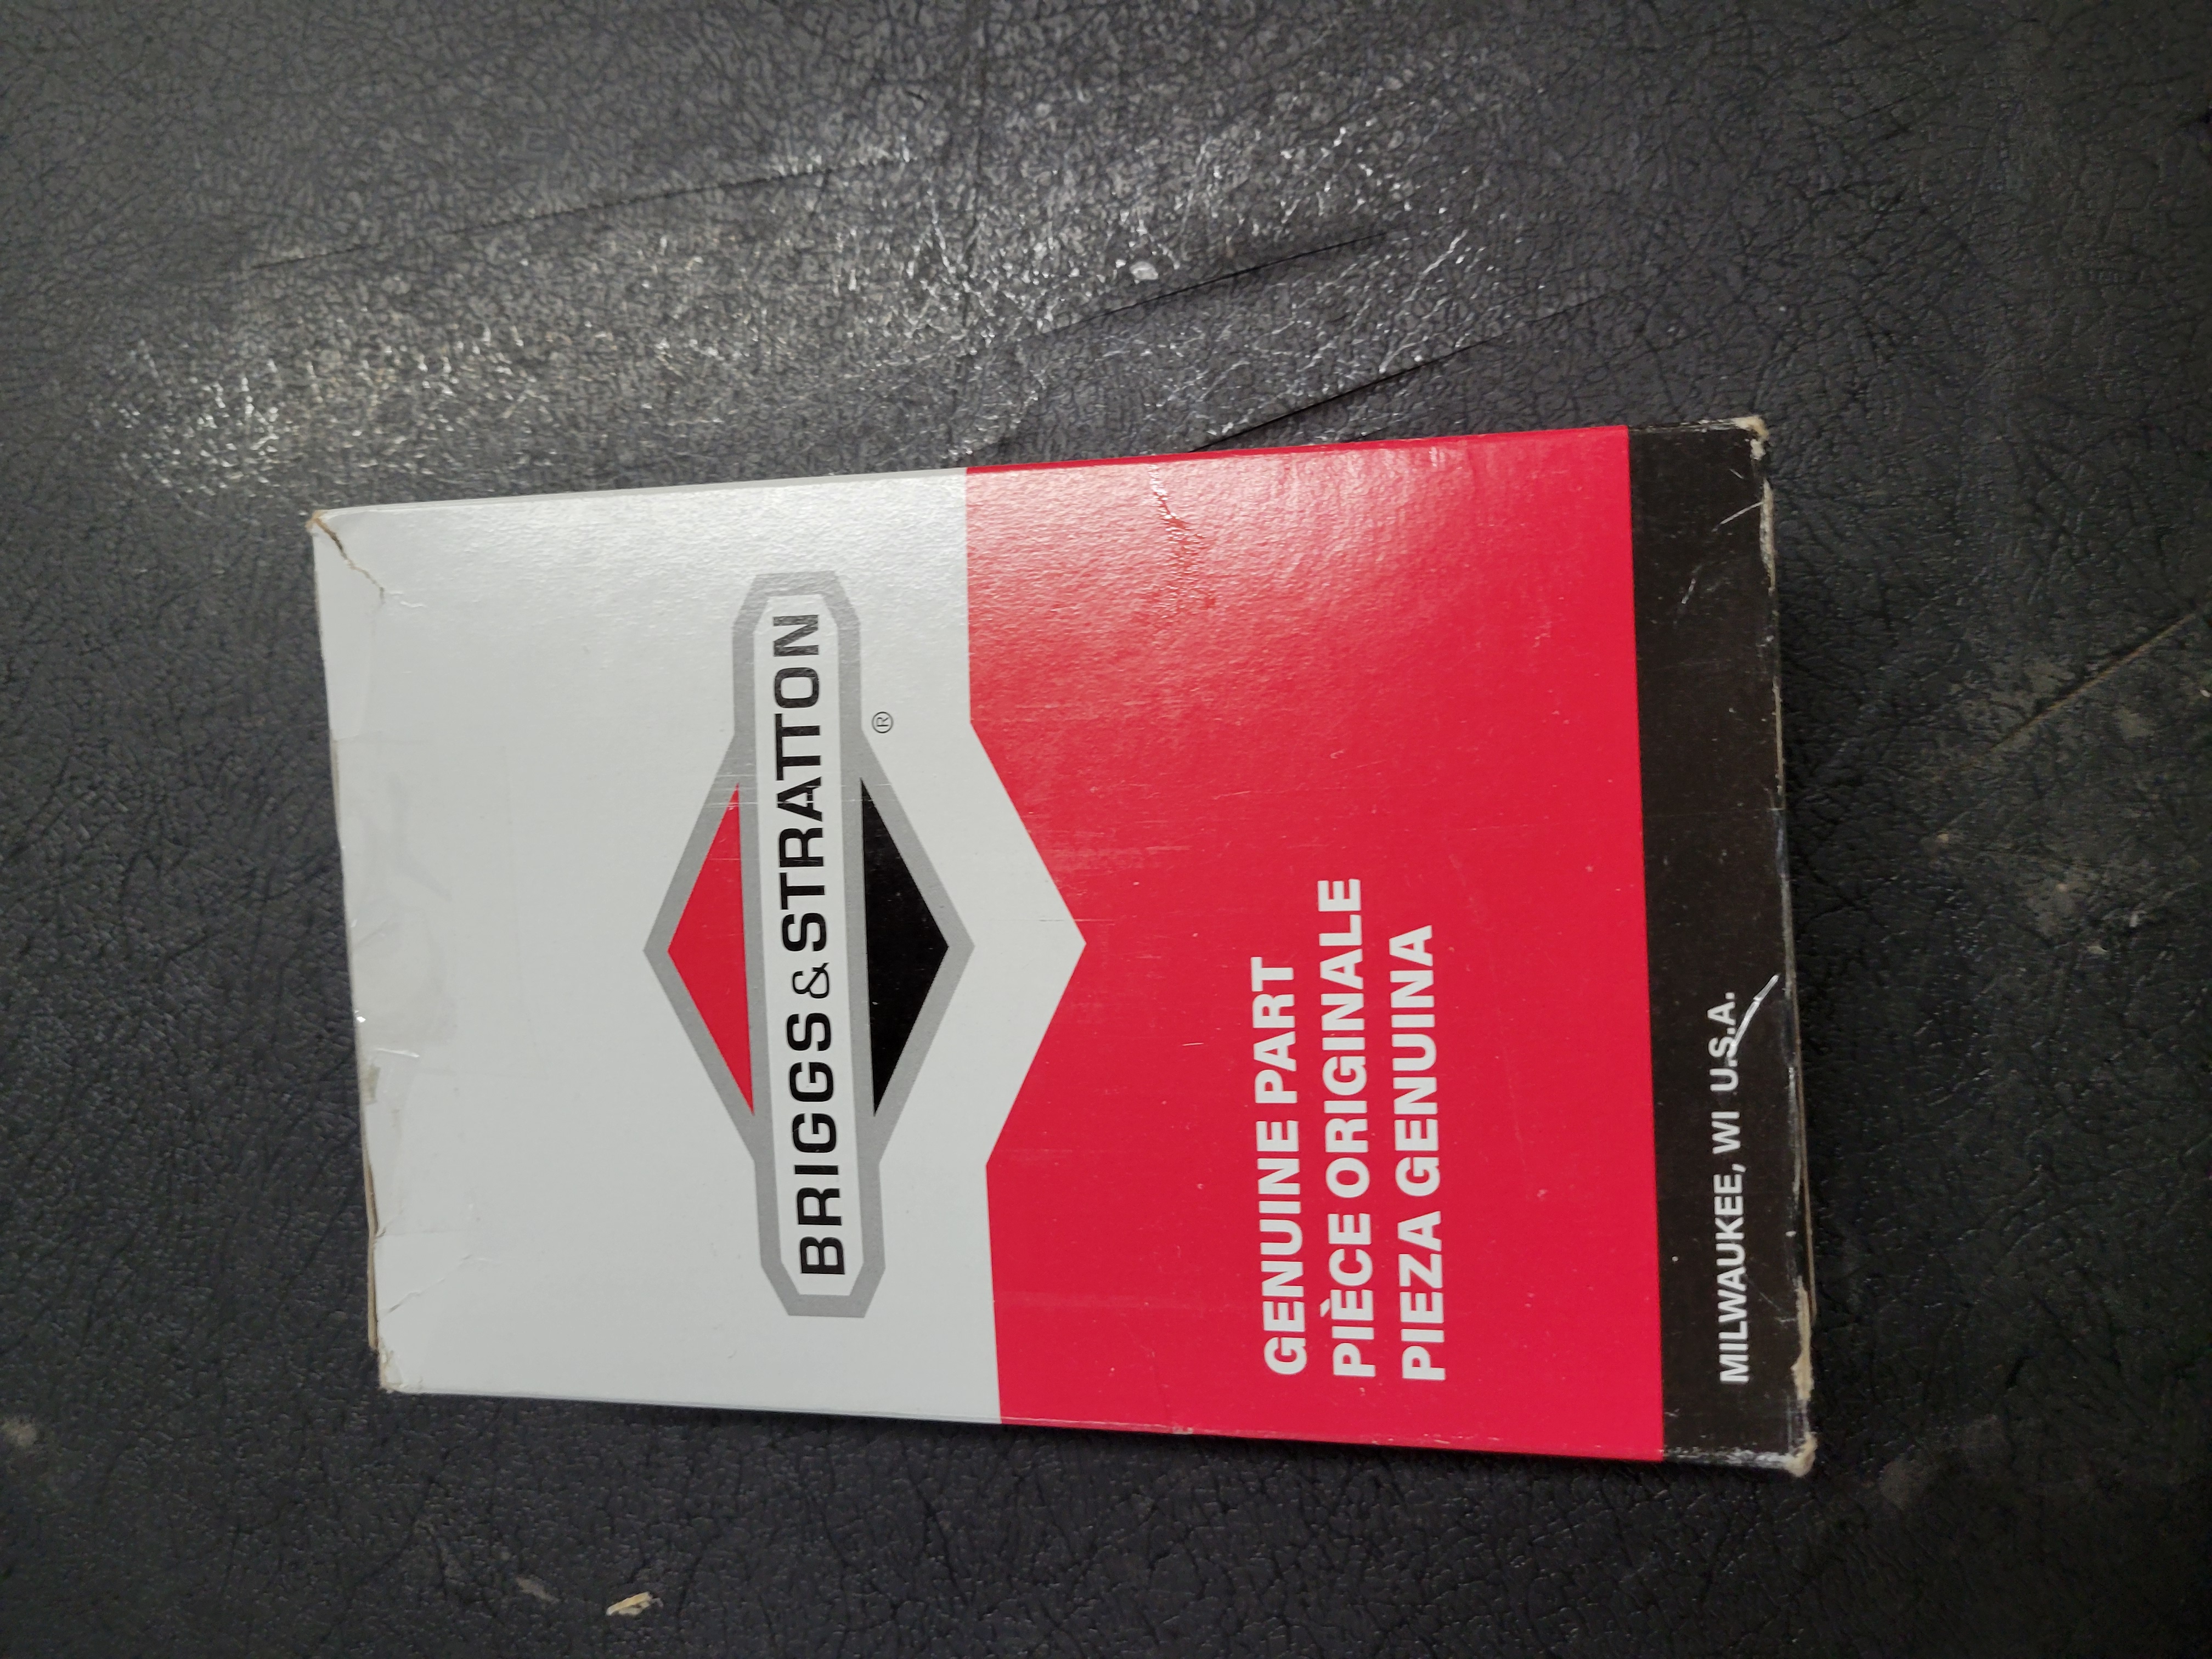 BRIGGS & STRATTON
®
GENUINE PART
PIÈCE ORIGINALE
PIEZA GENUINA
MILWAUKEE, WI U.S.A.